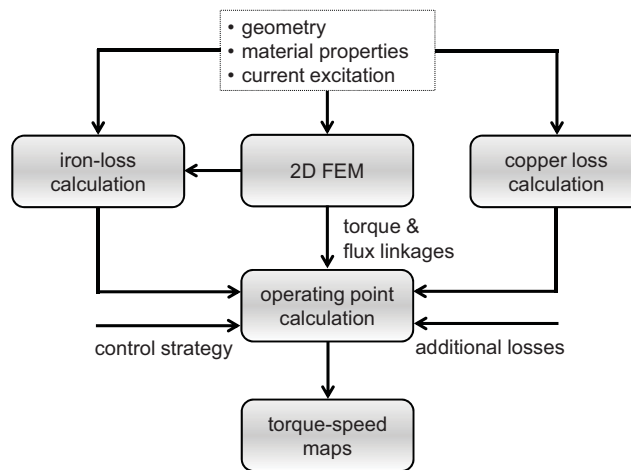 • geometry
• material properties
• current excitation
iron-loss
calculation
2D FEM
copper loss
calculation
torque &
flux linkages
operating point
calculation
control strategy
additional losses
torque-speed
maps